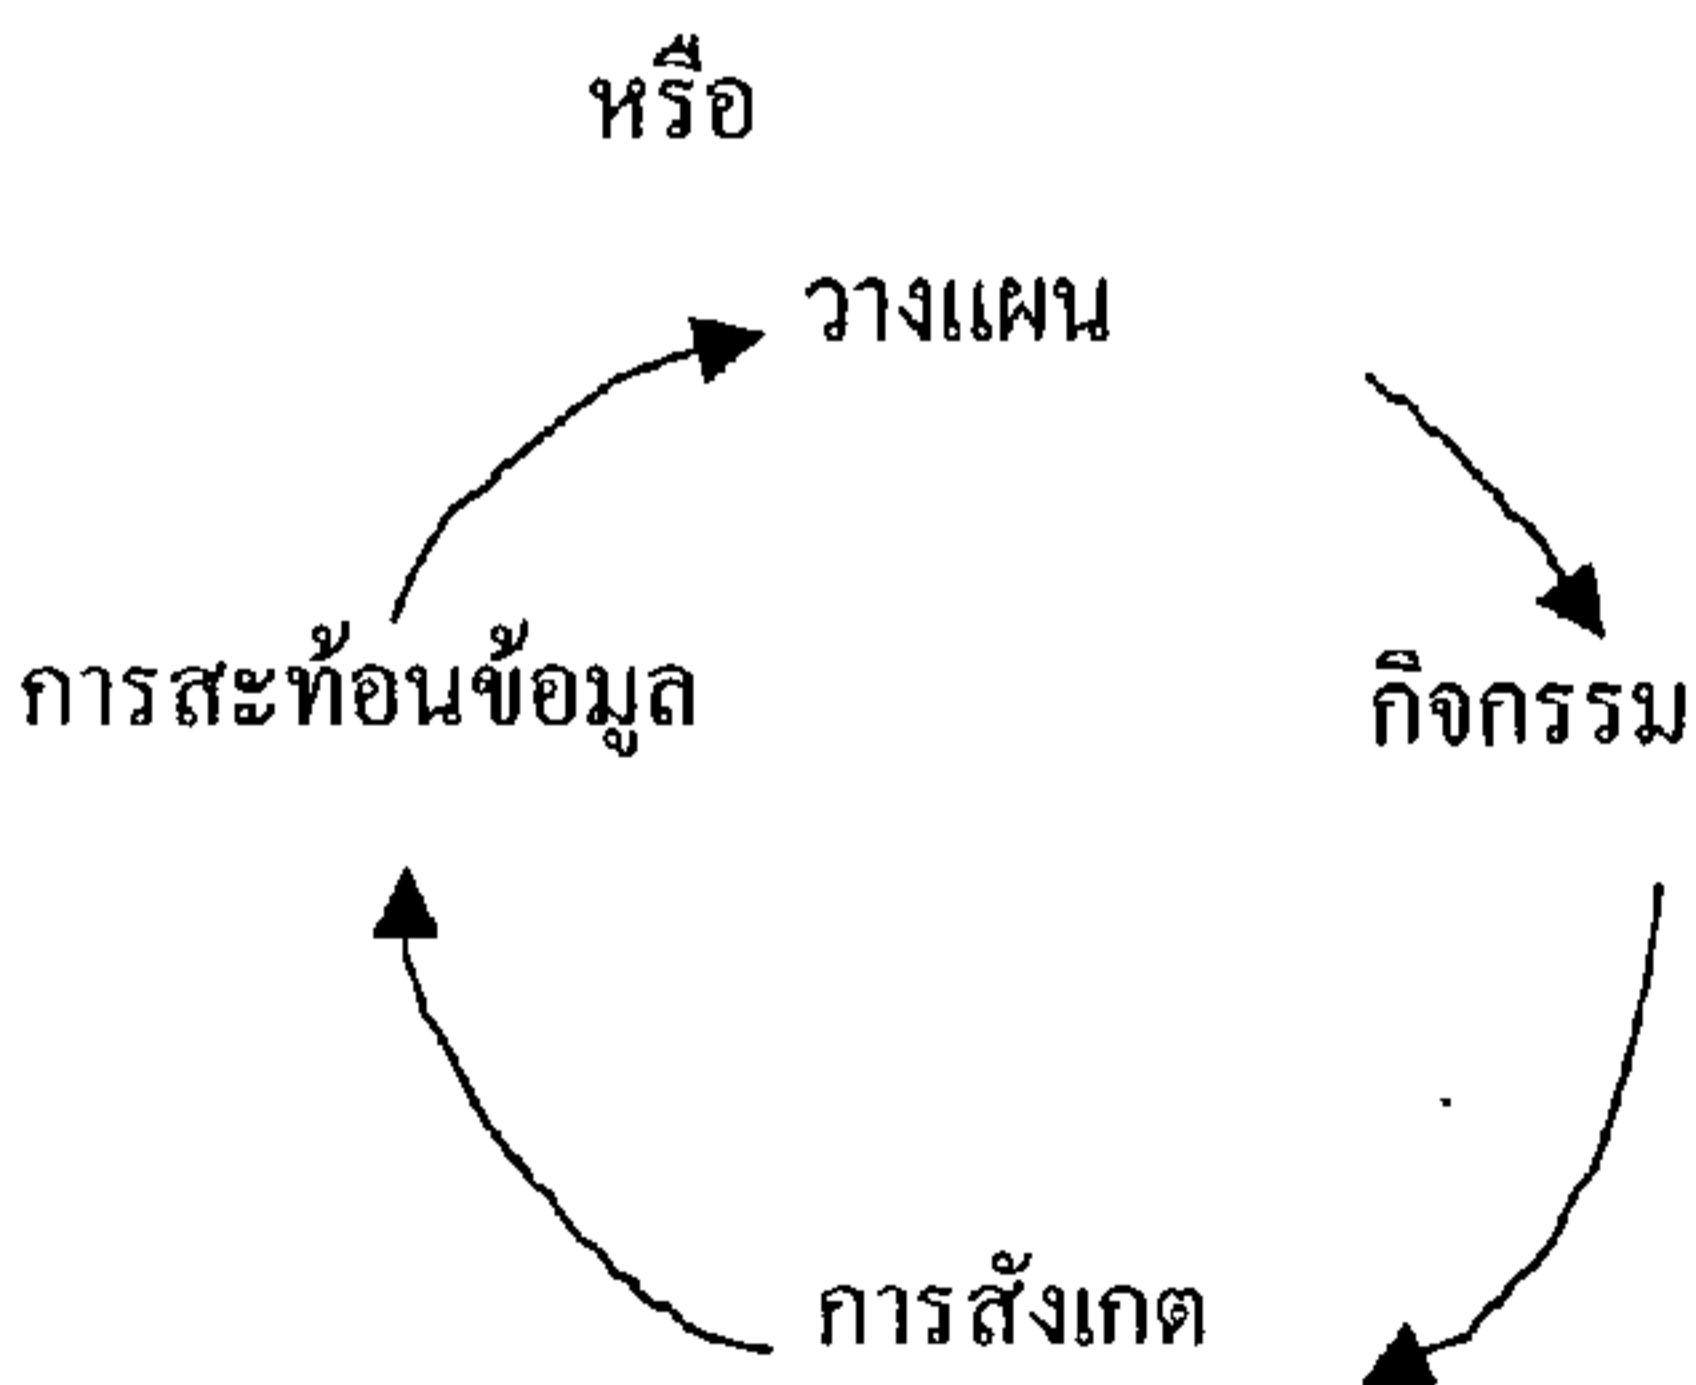 หรือ
วางแผน
การสะท้อนข้อมูล
กิจกรรม
การสังเกต